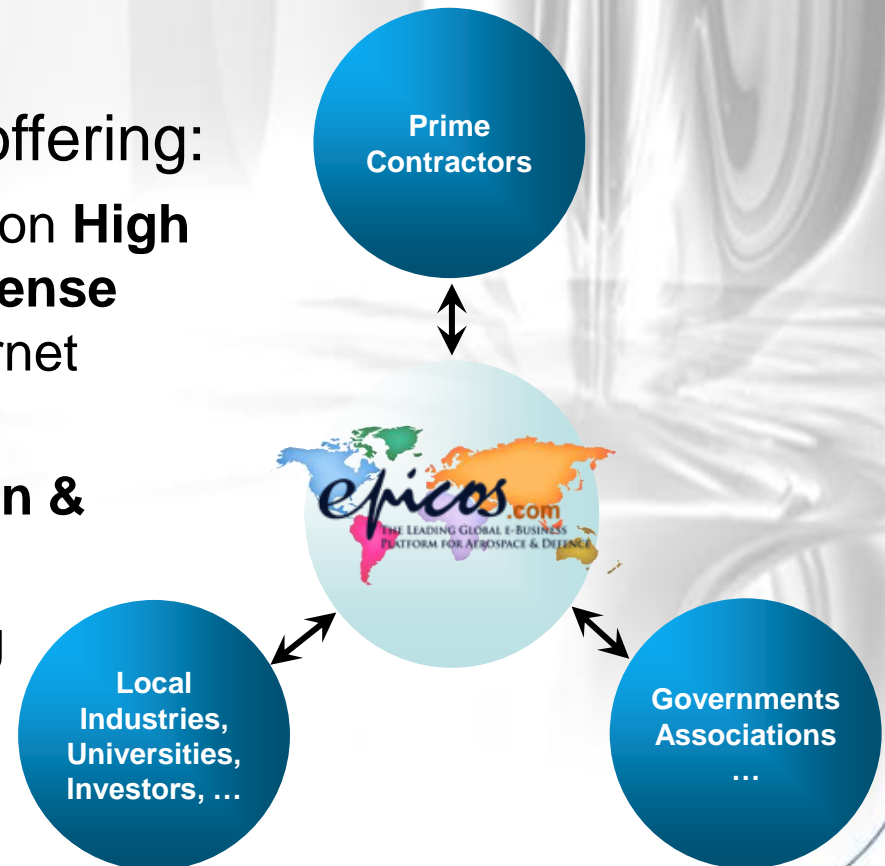 offering:
on High
ense
rnet
n &
g
Prime
Contractors
epicos.com
THE LEADING GLOBAL E-BUSINESS
PLATFORM FOR AEROSPACE & DEFENCE
Local
Industries,
Universities,
Investors, …
Governments
Associations
…